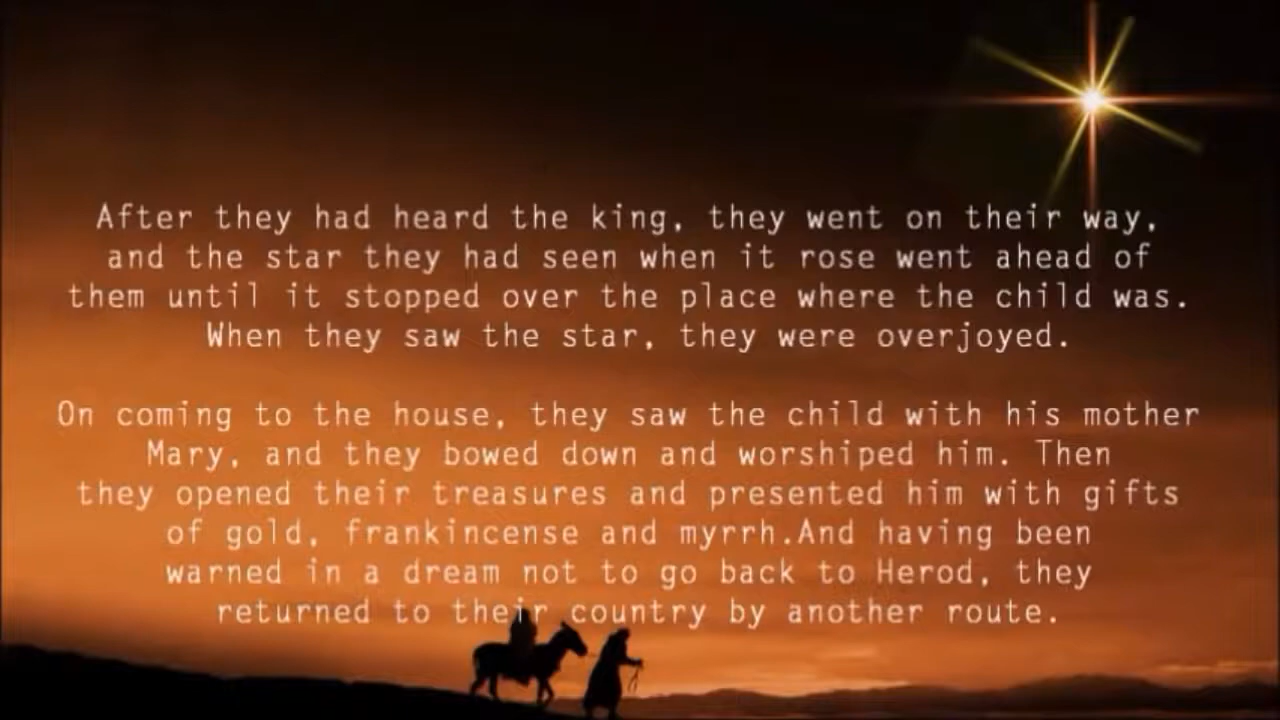 After they had heard the king, they went on their way,
and the star they had seen when it rose went ahead of
them until it stopped over the place where the child was.
When they saw the star, they were overjoyed.
On coming to the house, they saw the child with his mother
Mary, and they bowed down and worshiped him. Then
they opened their treasures and presented him with gifts
of gold, frankincense and myrrh.And having been
warned in a dream not to go back to Herod, they
returned to their country by another route.